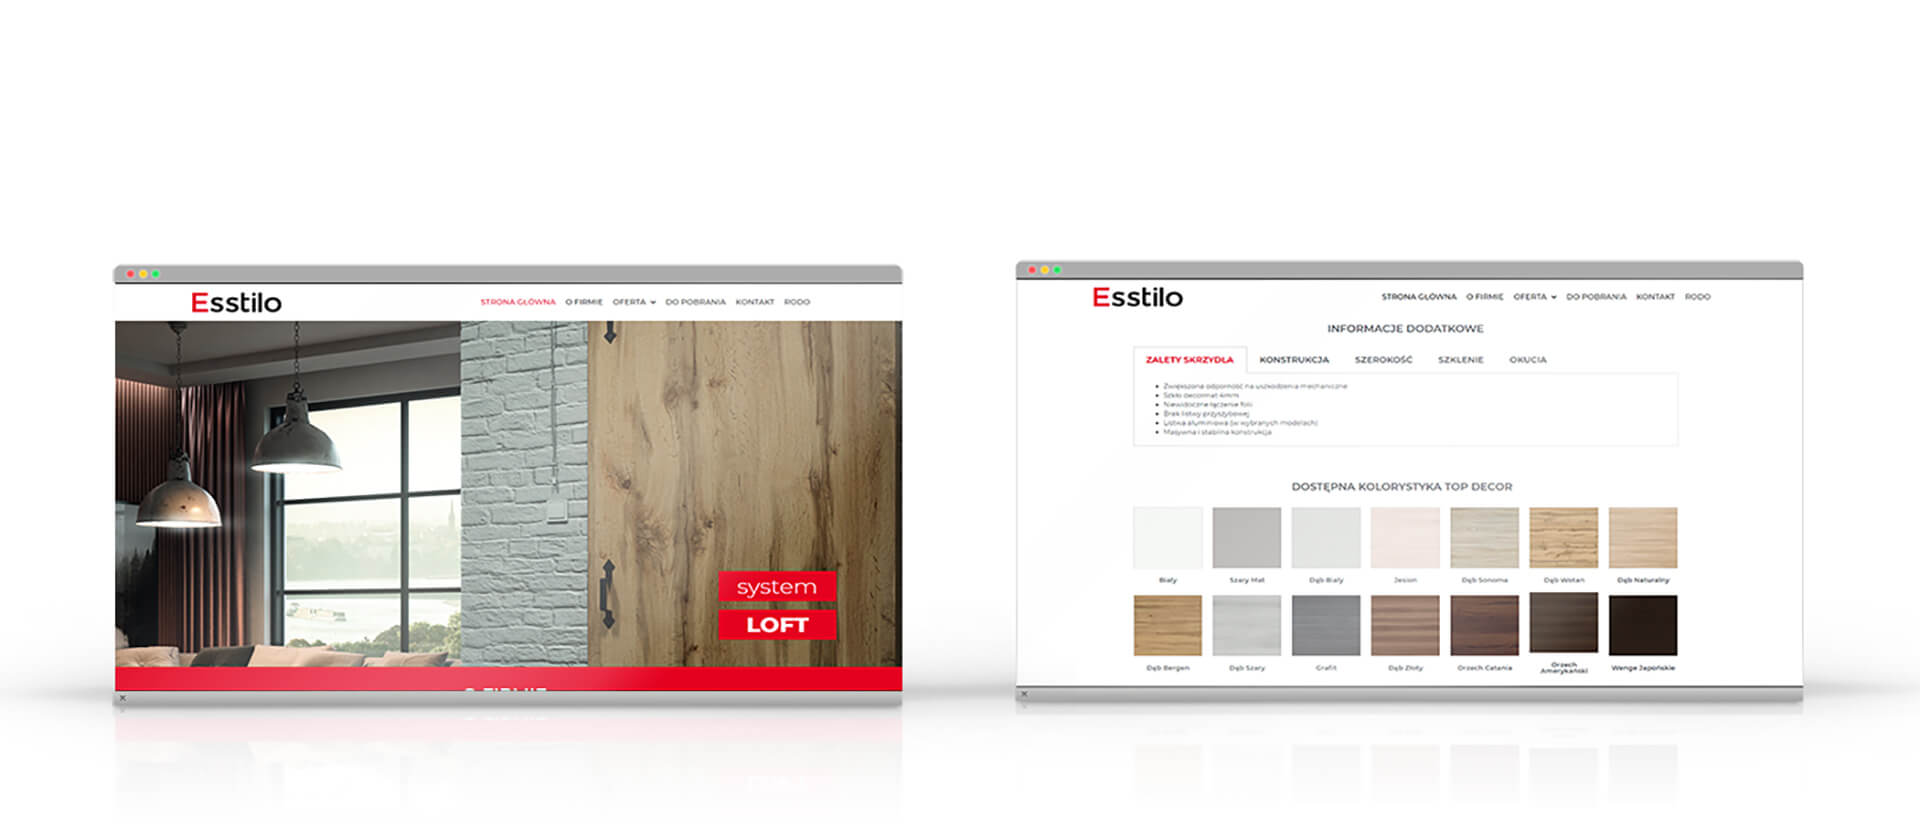 Esstilo
STRONA GŁÓWNA O FIRMIE OFERTA DO POBRANIA KONTAKT RODO
system
LOFT
O FIRMIE
Esstilo
STRONA GŁÓWNA O FIRMIE OFERTA DO POBRANIA KONTAKT RODO
INFORMACJE DODATKOWE
ZALETY SKRZYDŁA KONSTRUKCJA SZEROKOŚĆ SZKLENIE OKUCIA
Zwiększona odporność na uszkodzenia mechaniczne
Szkło decormat 4mm
Niewidoczne łączenie folii
Brak listwy przyszybowej
Listwa aluminiowa (w wybranych modelach)
Masywna i stabilna konstrukcja
DOSTĘPNA KOLORYSTYKA TOP DECOR
Biały Szary Mat Dąb Biały Jesion Dąb Sonoma Dąb Wotan Dąb Naturalny
Dąb Bergen Dąb Szary Grafit Dąb Złoty Orzech Catania Orzech Amerykański Wenge Japońskie